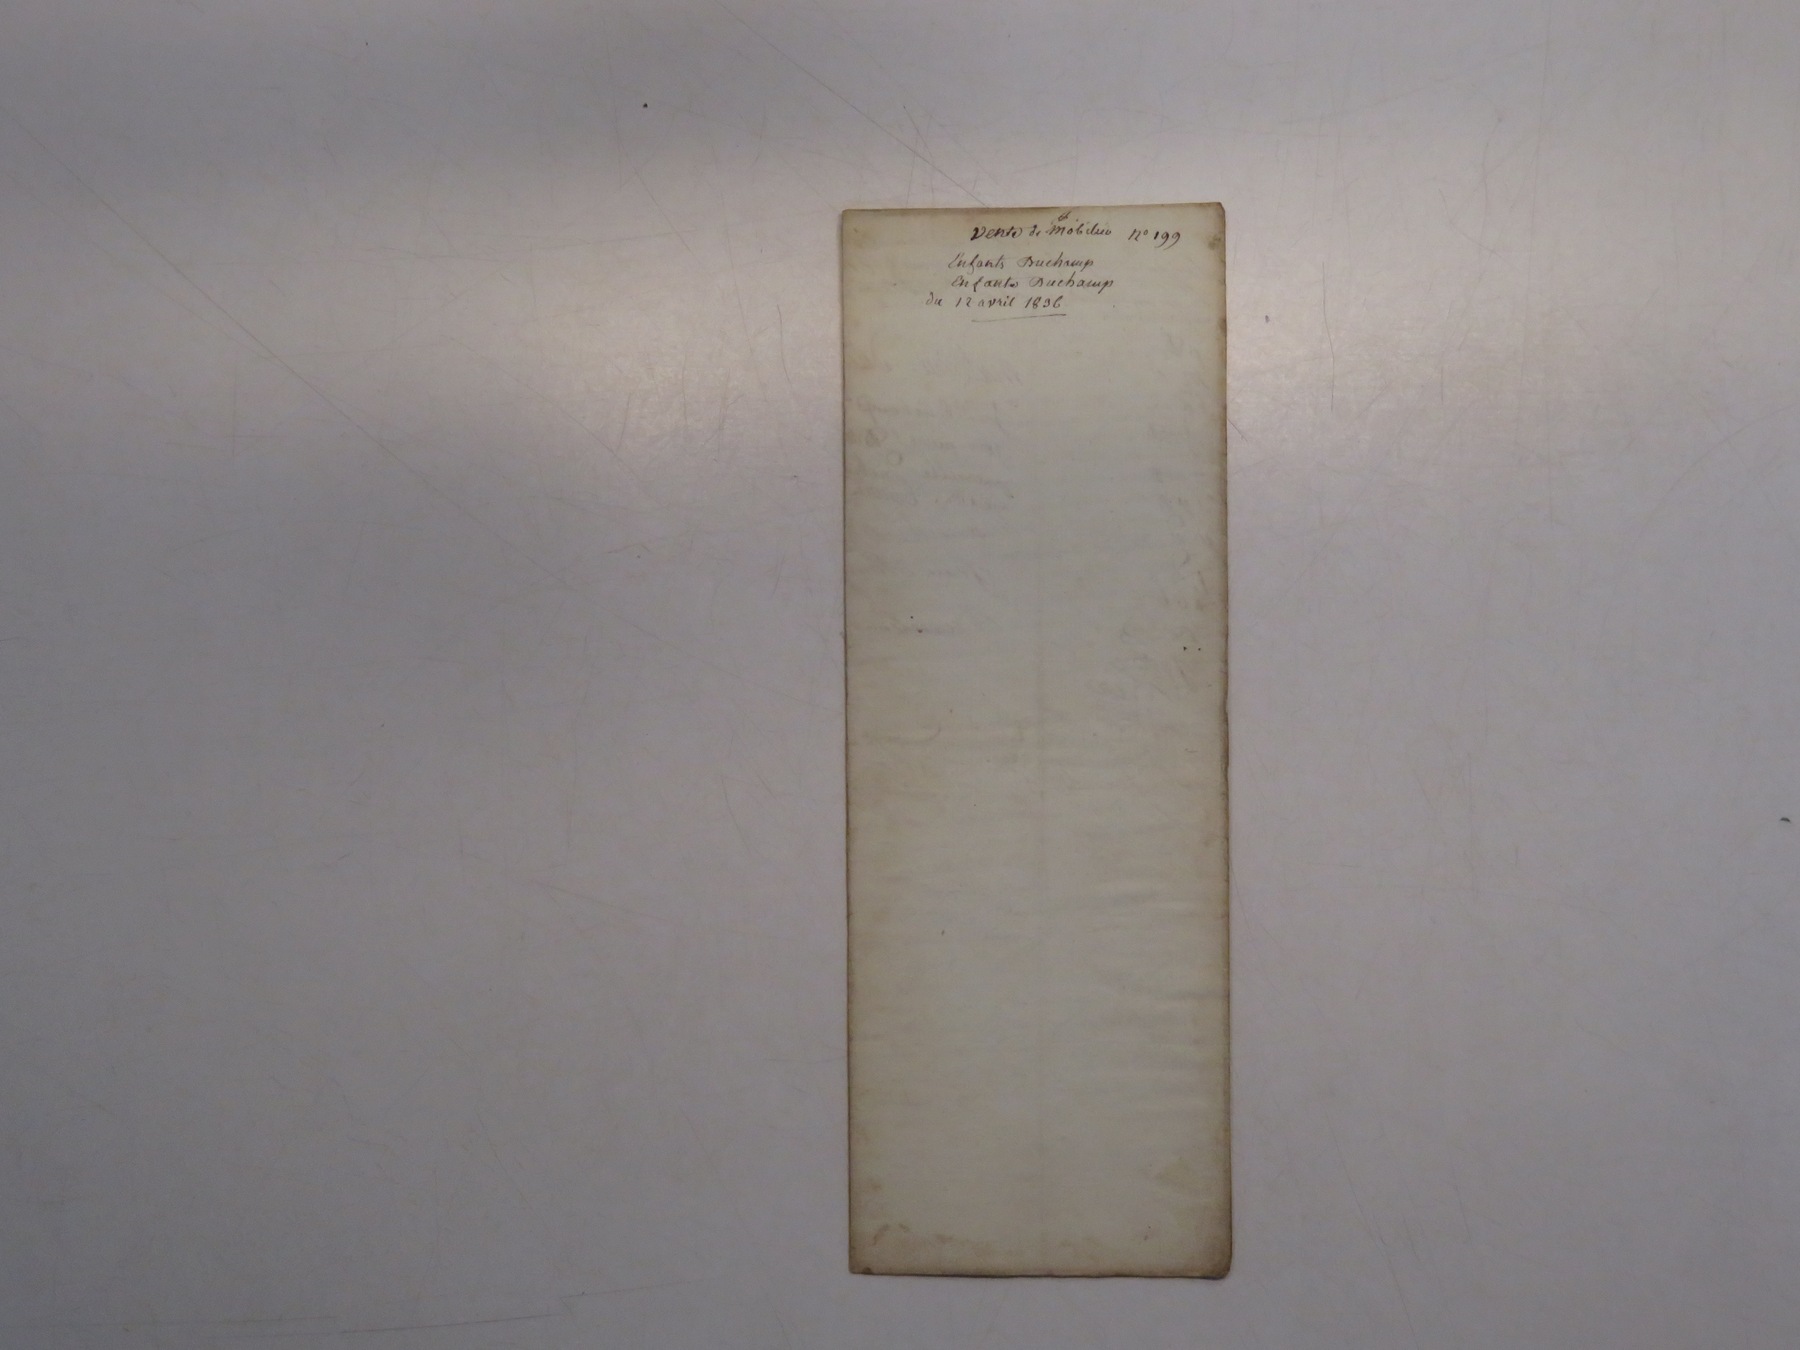 Vente de mobilier n° 199
Enfants Duchamp
Enfants Duchamp
du 12 avril 1836